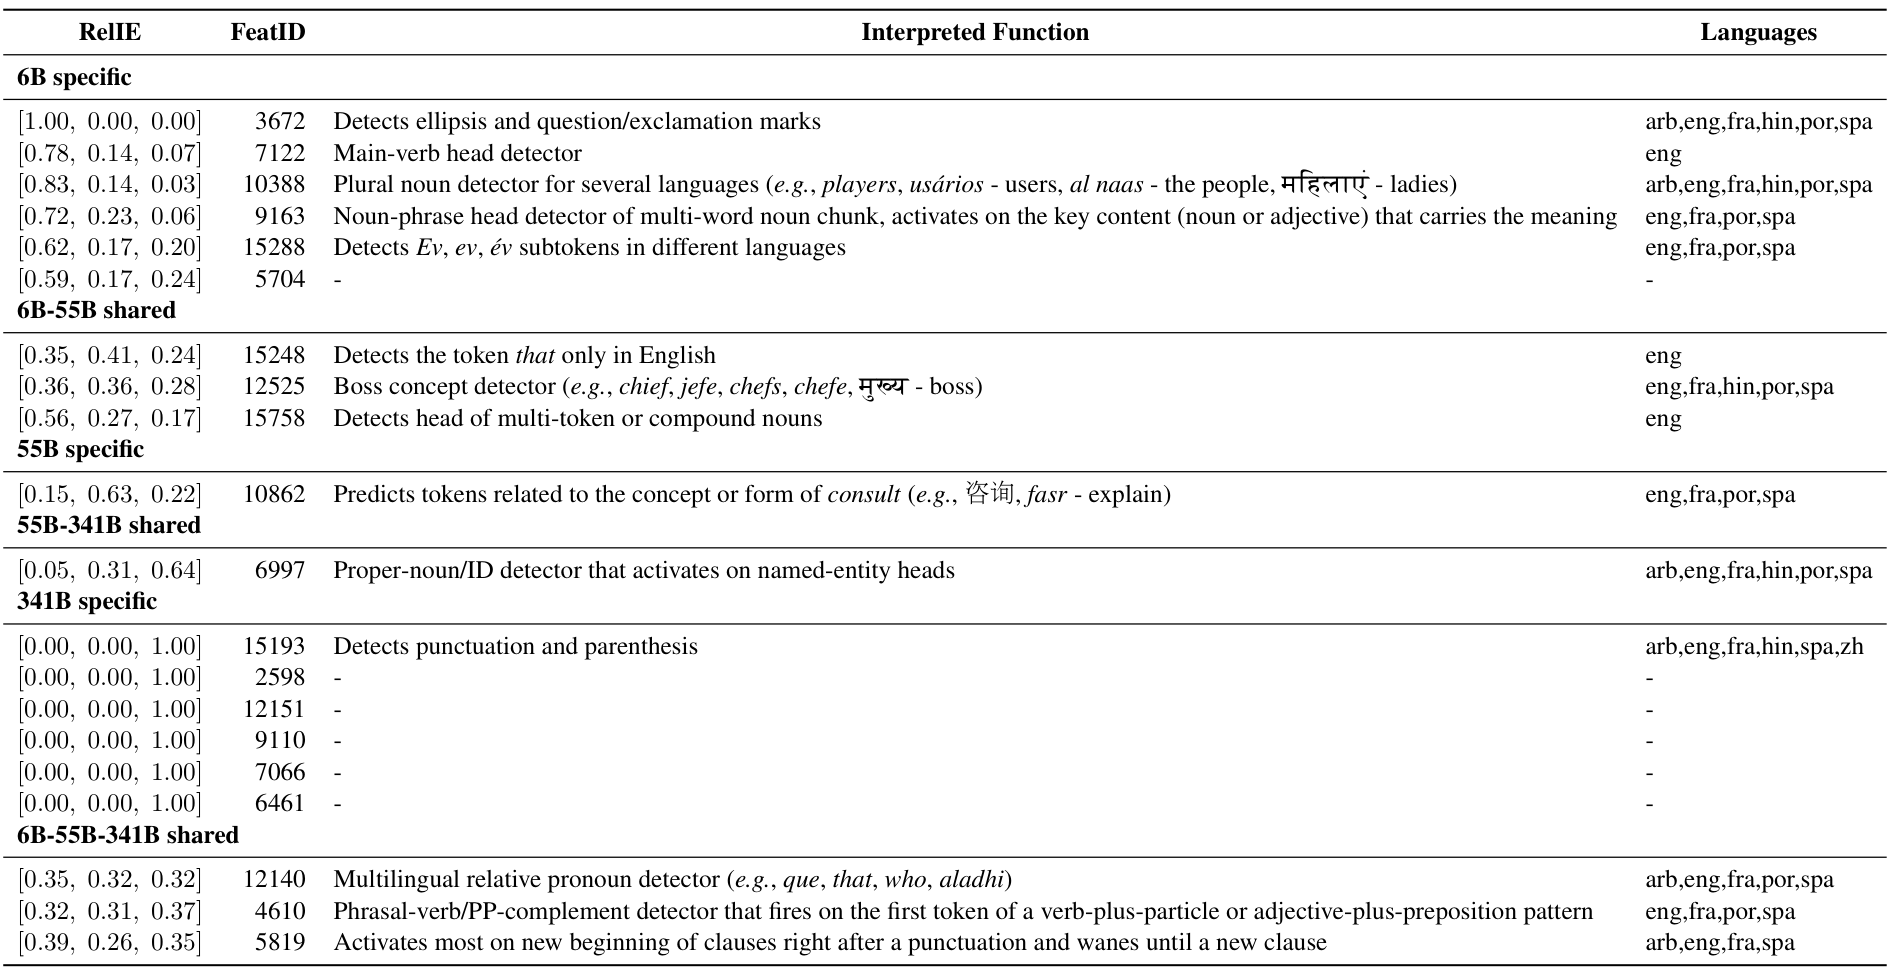 RelIE FeatID Interpreted Function Languages
6B specific
[1.00, 0.00, 0.00] 3672 Detects ellipsis and question/exclamation marks arb,eng,fra,hin,por,spa
[0.78, 0.14, 0.07] 7122 Main-verb head detector eng
[0.83, 0.14, 0.03] 10388 Plural noun detector for several languages (e.g., players, usários - users, al naas - the people, महिलाएं - ladies) arb,eng,fra,hin,por,spa
[0.72, 0.23, 0.06] 9163 Noun-phrase head detector of multi-word noun chunk, activates on the key content (noun or adjective) that carries the meaning eng,fra,por,spa
[0.62, 0.17, 0.20] 15288 Detects Ev, ev, év subtokens in different languages eng,fra,por,spa
[0.59, 0.17, 0.24] 5704 - -
6B-55B shared
[0.35, 0.41, 0.24] 15248 Detects the token that only in English eng
[0.36, 0.36, 0.28] 12525 Boss concept detector (e.g., chief, jefe, chefs, chefe, मुख्य - boss) eng,fra,hin,por,spa
[0.56, 0.27, 0.17] 15758 Detects head of multi-token or compound nouns eng
55B specific
[0.15, 0.63, 0.22] 10862 Predicts tokens related to the concept or form of consult (e.g., 咨询, fasr - explain) eng,fra,por,spa
55B-341B shared
[0.05, 0.31, 0.64] 6997 Proper-noun/ID detector that activates on named-entity heads arb,eng,fra,hin,por,spa
341B specific
[0.00, 0.00, 1.00] 15193 Detects punctuation and parenthesis arb,eng,fra,hin,spa,zh
[0.00, 0.00, 1.00] 2598 - -
[0.00, 0.00, 1.00] 12151 - -
[0.00, 0.00, 1.00] 9110 - -
[0.00, 0.00, 1.00] 7066 - -
[0.00, 0.00, 1.00] 6461 - -
6B-55B-341B shared
[0.35, 0.32, 0.32] 12140 Multilingual relative pronoun detector (e.g., que, that, who, aladhi) arb,eng,fra,por,spa
[0.32, 0.31, 0.37] 4610 Phrasal-verb/PP-complement detector that fires on the first token of a verb-plus-particle or adjective-plus-preposition pattern eng,fra,por,spa
[0.39, 0.26, 0.35] 5819 Activates most on new beginning of clauses right after a punctuation and wanes until a new clause arb,eng,fra,spa